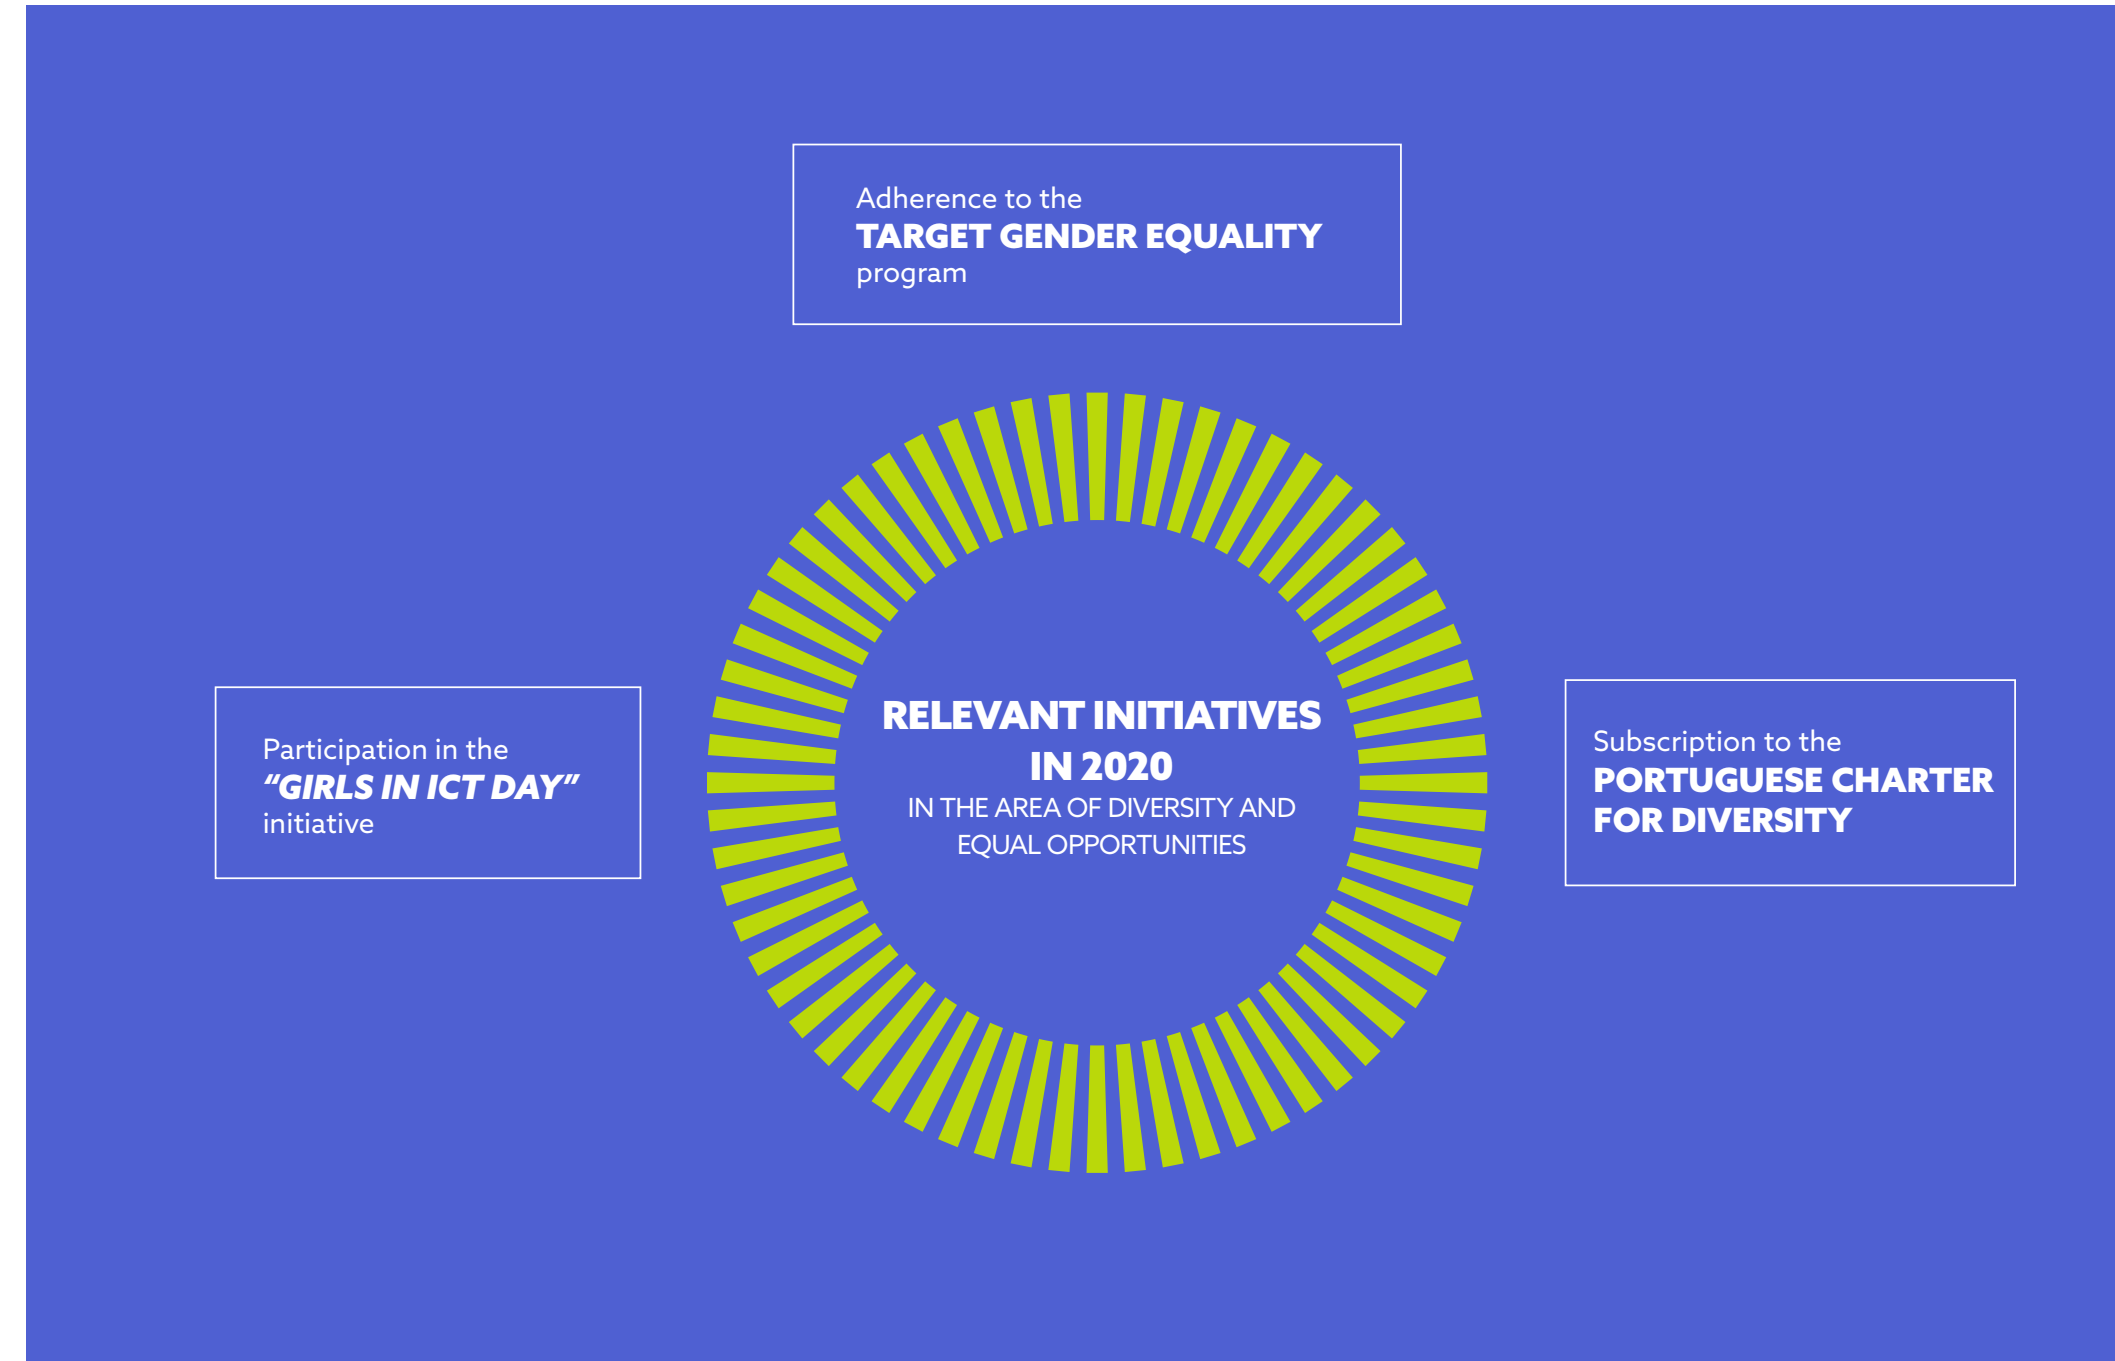 Adherence to the
TARGET GENDER EQUALITY
program
Participation in the
“GIRLS IN ICT DAY”
initiative
RELEVANT INITIATIVES
IN 2020
IN THE AREA OF DIVERSITY AND
EQUAL OPPORTUNITIES
Subscription to the
PORTUGUESE CHARTER
FOR DIVERSITY